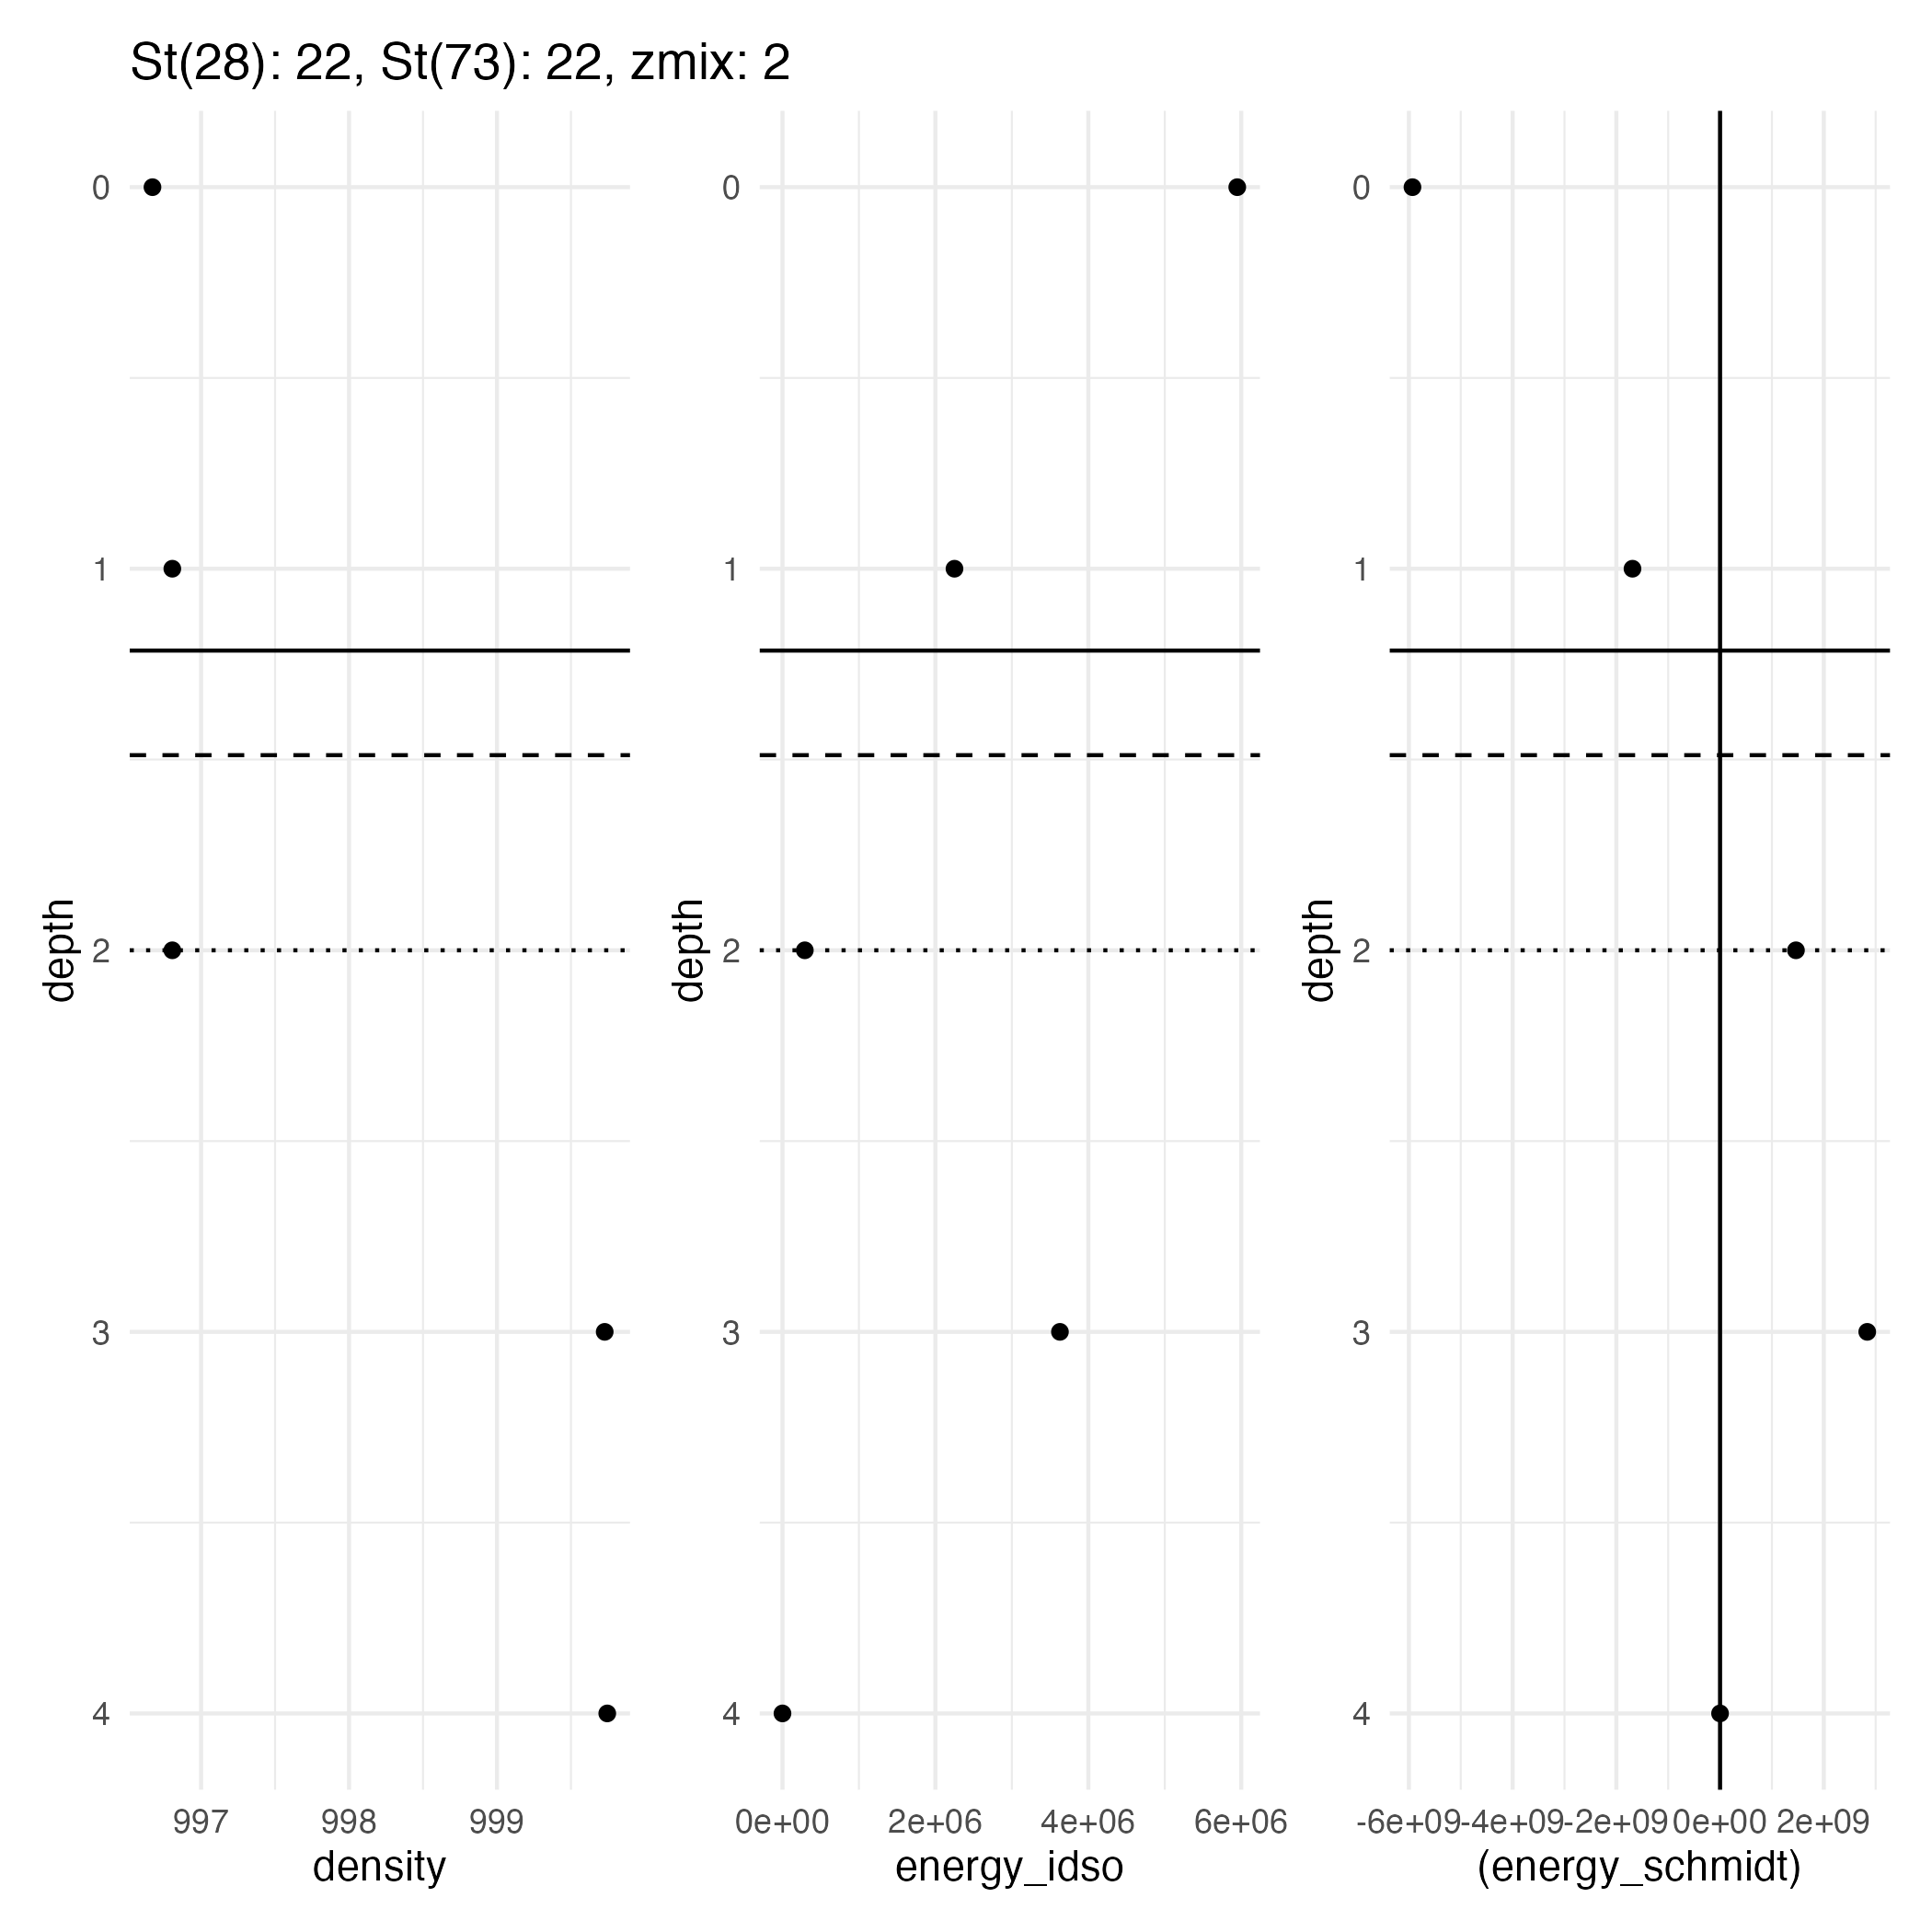 St(28): 22, St(73): 22, zmix: 2
0
1
2
3
4
depth
997 998 999
density
0
1
2
3
4
depth
0e+00 2e+06 4e+06 6e+06
energy_idso
0
1
2
3
4
depth
-6e+09 -4e+09 -2e+09 0e+00 2e+09
(energy_schmidt)